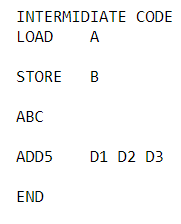 INTERMIDIATE CODE
LOAD A
STORE B
ABC
ADD5 D1 D2 D3
END